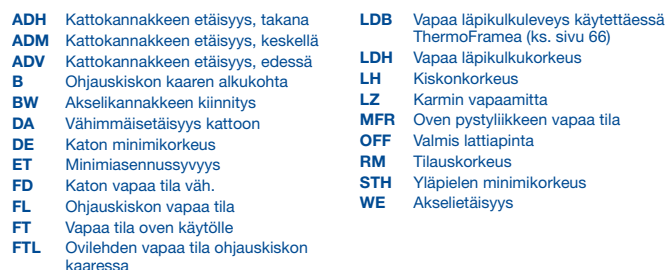 ADH Kattokannakkeen etäisyys, takana
ADM Kattokannakkeen etäisyys, keskellä
ADV Kattokannakkeen etäisyys, edessä
B Ohjauskiskon kaaren alkukohta
BW Akselikannakkeen kiinnitys
DA Vähimmäisetäisyys kattoon
DE Katon minimikorkeus
ET Minimiasennussyvyys
FD Katon vapaa tila väh.
FL Ohjauskiskon vapaa tila
FT Vapaa tila oven käytölle
FTL Ovilehden vapaa tila ohjauskiskon
kaaressa
LDB Vapaa läpikulkuleveys käytettäessä
ThermoFramea (ks. sivu 66)
LDH Vapaa läpikulkukorkeus
LH Kiskonkorkeus
LZ Karmin vapaamitta
MFR Oven pystyliikkeen vapaa tila
OFF Valmis lattiapinta
RM Tilauskorkeus
STH Yläpielen minimikorkeus
WE Akselietäisyys